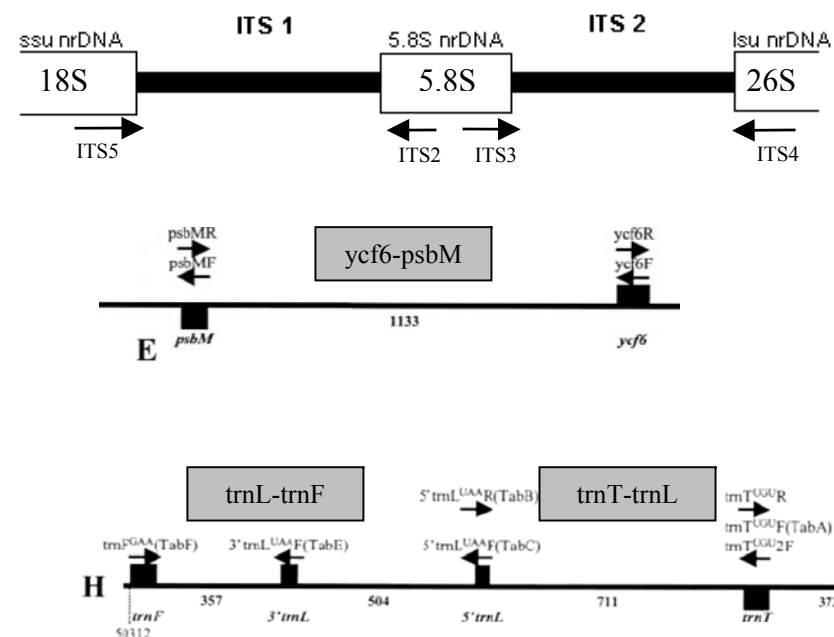 ITS 1
ITS 2
ssu nrDNA
5.8S nrDNA
lsu nrDNA
18S
5.8S
26S
ITS5
ITS2
ITS3
ITS4
psbMR
psbMF
ycf6-psbM
ycf6R
ycf6F
1133
psbM
ycf6
E
trnL-trnF
trnT-trnL
5'trnL^UAA R(TabB)
trnT^UGU R
trnT^UGU F(TabA)
trnF^GAA(TabF)
3'trnL^UAA F(TabE)
5'trnL^UAA F(TabC)
trnT^UGU 2F
H
357
504
711
trnF
3'trnL
5'trnL
trnT
50312